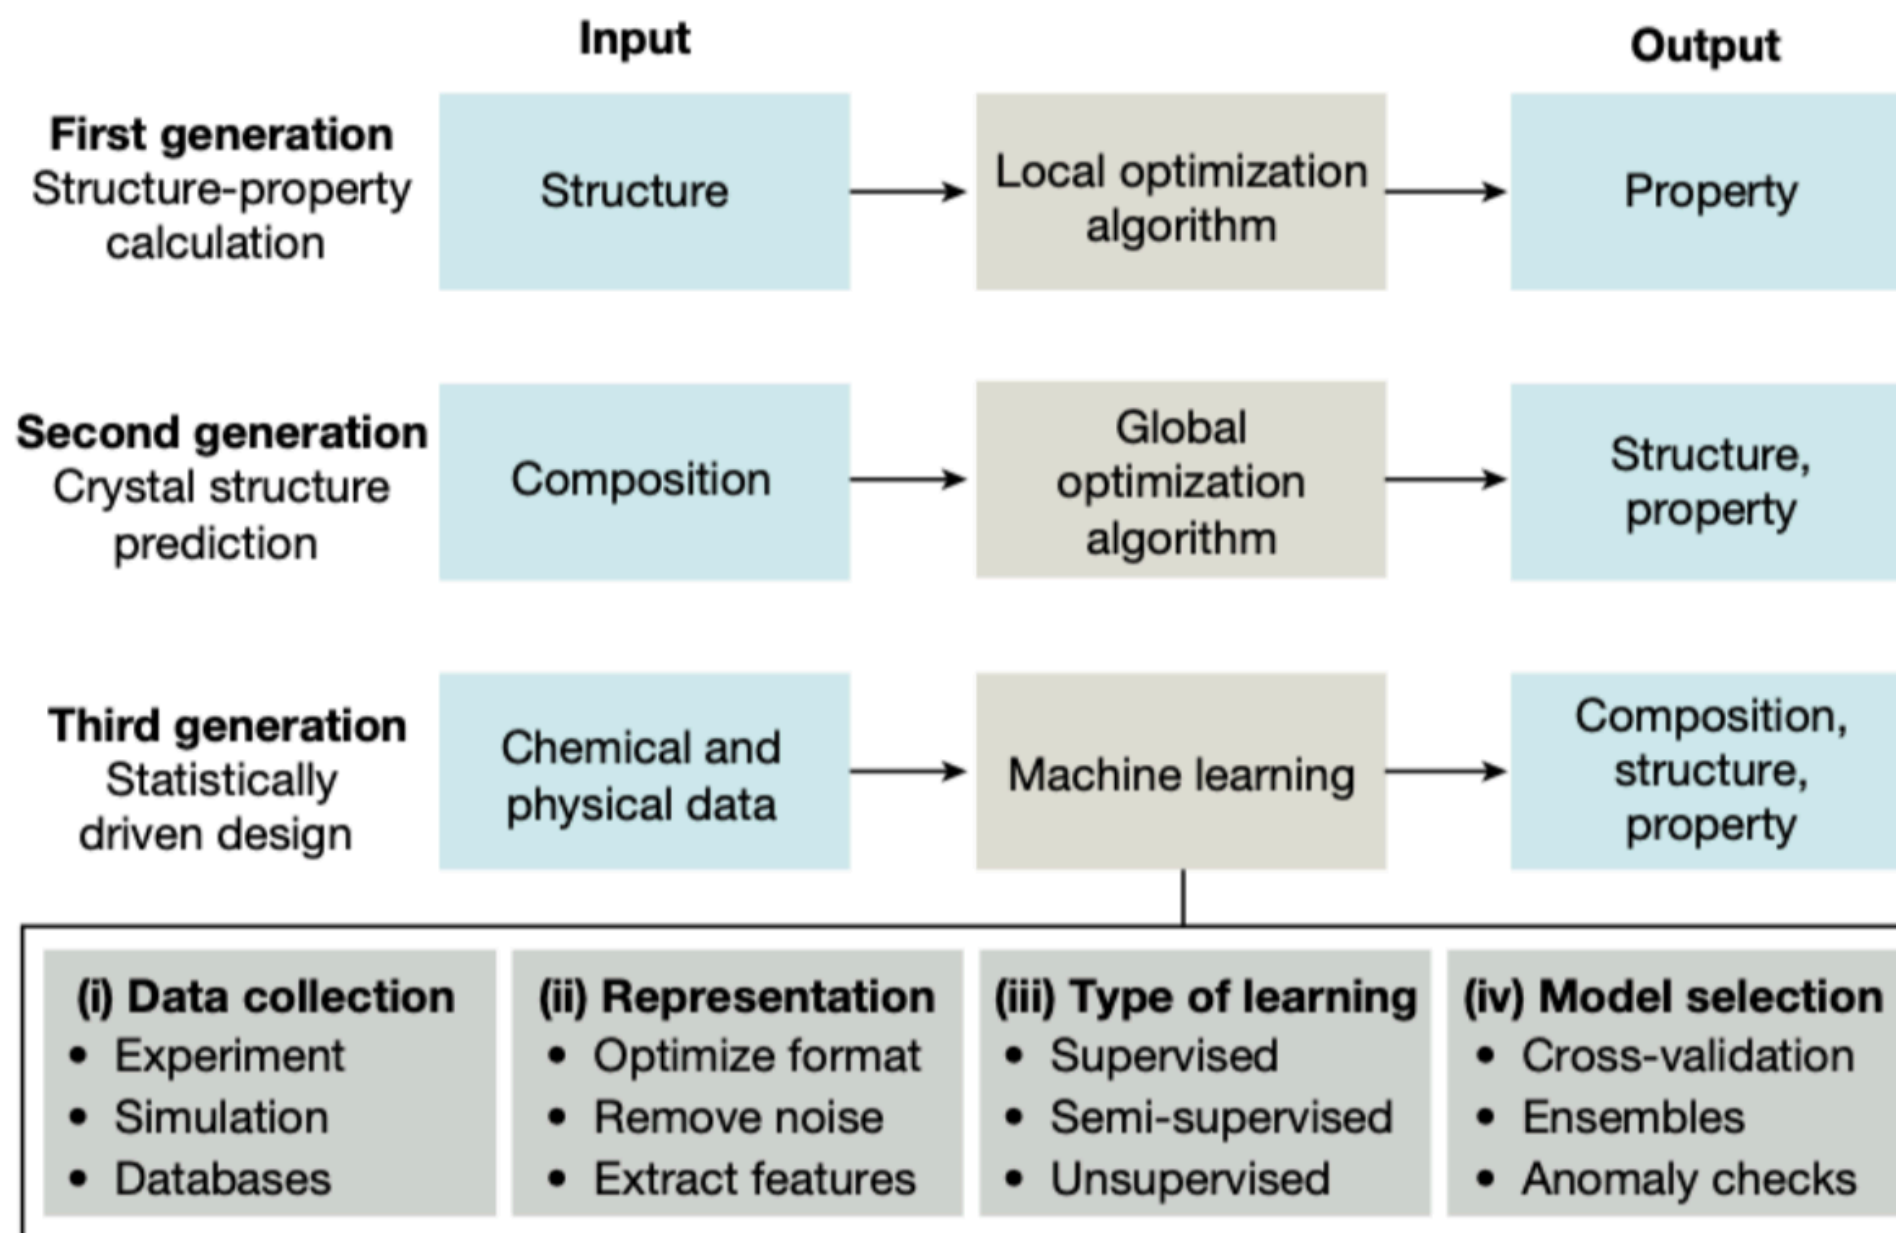 Input
Output
First generation
Structure-property
calculation
Structure
Local optimization
algorithm
Property
Second generation
Crystal structure
prediction
Composition
Global
optimization
algorithm
Structure,
property
Third generation
Statistically
driven design
Chemical and
physical data
Machine learning
Composition,
structure,
property
(i) Data collection
• Experiment
• Simulation
• Databases
(ii) Representation
• Optimize format
• Remove noise
• Extract features
(iii) Type of learning
• Supervised
• Semi-supervised
• Unsupervised
(iv) Model selection
• Cross-validation
• Ensembles
• Anomaly checks